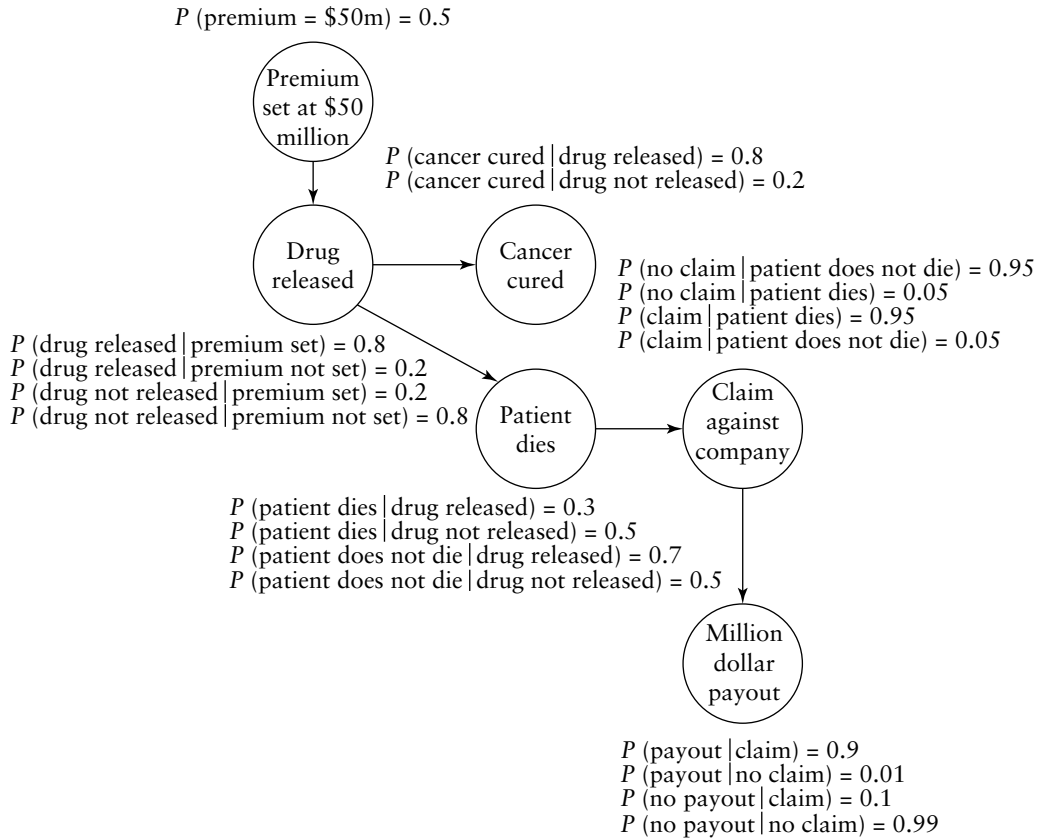 P (premium = $50m) = 0.5
Premium
set at $50
million
P (cancer cured|drug released) = 0.8
P (cancer cured|drug not released) = 0.2
Drug
released
Cancer
cured
P (no claim|patient does not die) = 0.95
P (no claim|patient dies) = 0.05
P (claim|patient dies) = 0.95
P (claim|patient does not die) = 0.05
P (drug released|premium set) = 0.8
P (drug released|premium not set) = 0.2
P (drug not released|premium set) = 0.2
P (drug not released|premium not set) = 0.8
Patient
dies
Claim
against
company
P (patient dies|drug released) = 0.3
P (patient dies|drug not released) = 0.5
P (patient does not die|drug released) = 0.7
P (patient does not die|drug not released) = 0.5
Million
dollar
payout
P (payout|claim) = 0.9
P (payout|no claim) = 0.01
P (no payout|claim) = 0.1
P (no payout|no claim) = 0.99